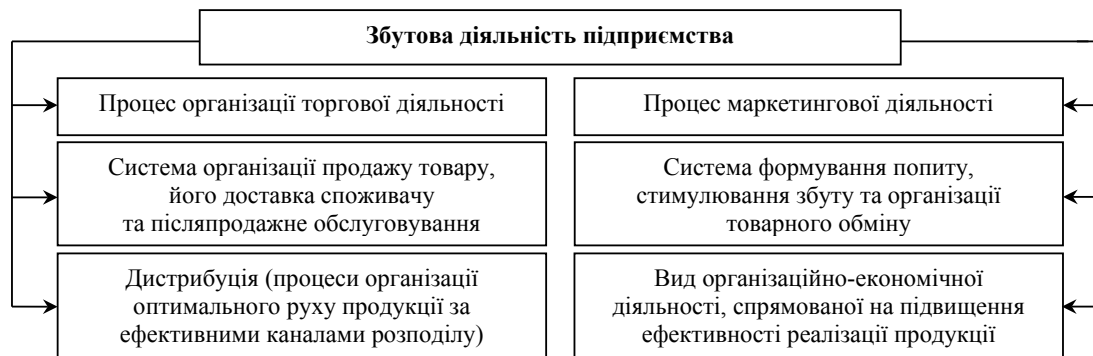 Збутова діяльність підприємства
Процес організації торгової діяльності
Процес маркетингової діяльності
Система організації продажу товару,
його доставка споживачу
та післяпродажне обслуговування
Система формування попиту,
стимулювання збуту та організації
товарного обміну
Дистрибуція (процеси організації
оптимального руху продукції за
ефективними каналами розподілу)
Вид організаційно-економічної
діяльності, спрямованої на підвищення
ефективності реалізації продукції